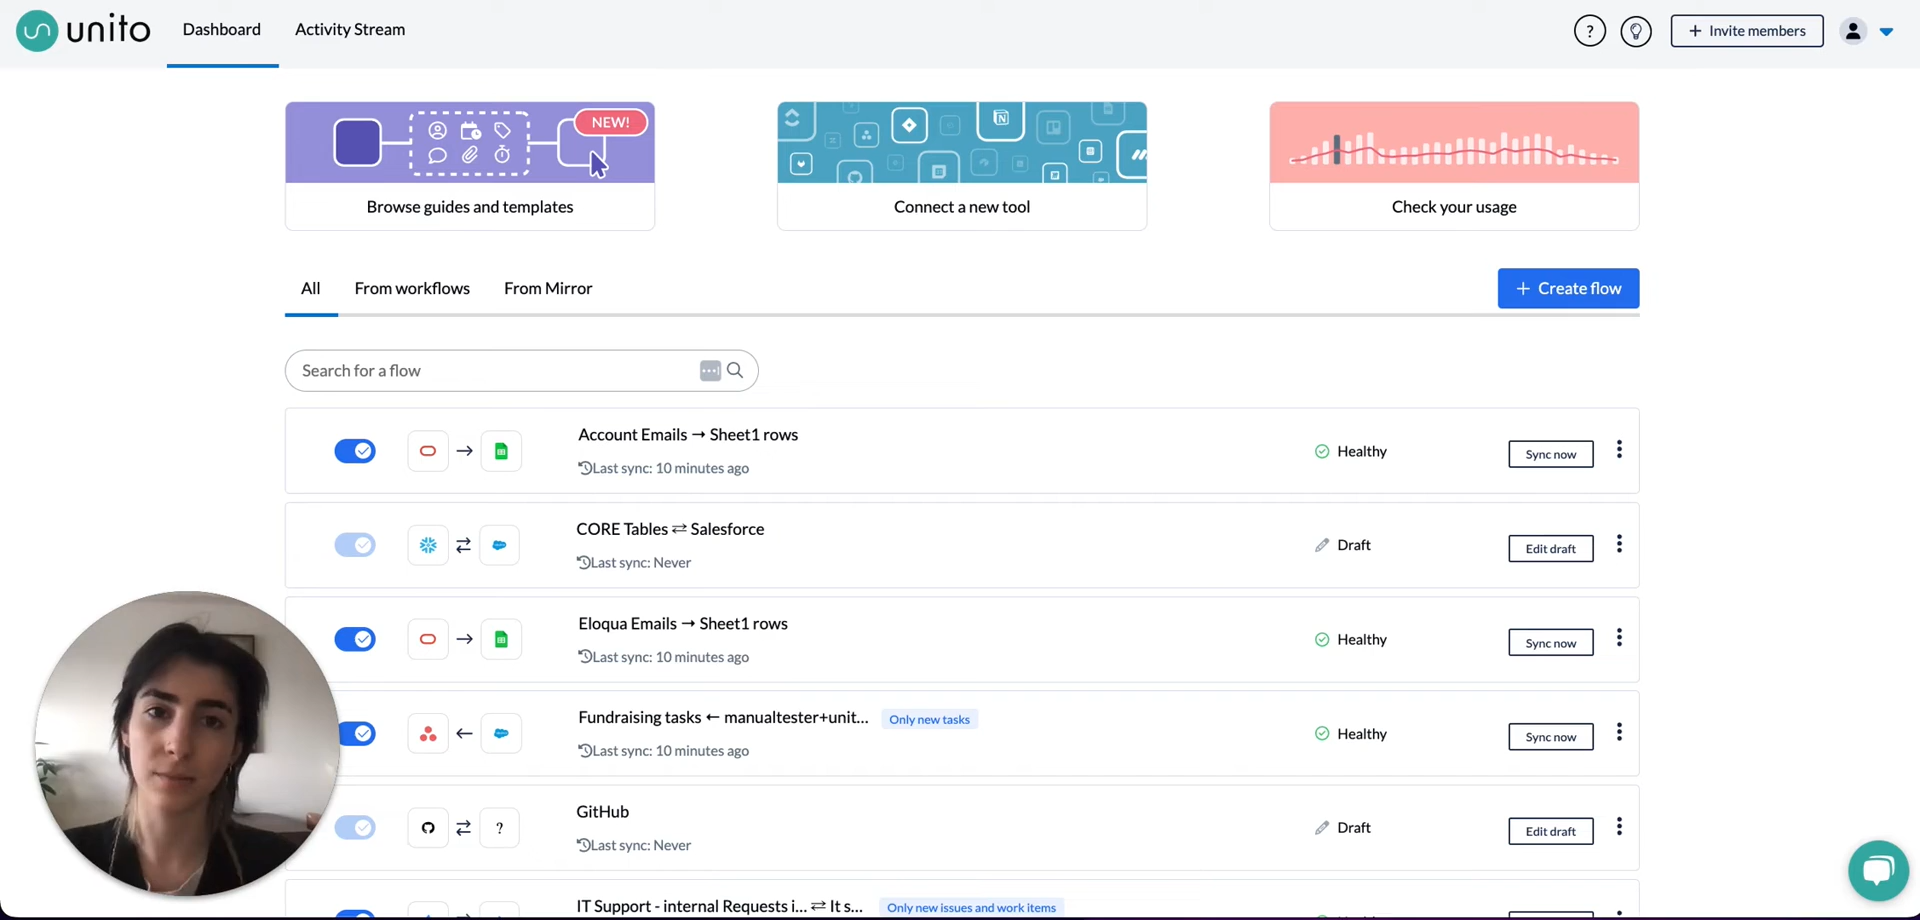 unito
Dashboard
Activity Stream
?
+ Invite members
NEW!
Browse guides and templates
Connect a new tool
Check your usage
All
From workflows
From Mirror
+ Create flow
Search for a flow
Account Emails → Sheet1 rows
Last sync: 10 minutes ago
Healthy
Sync now
CORE Tables ⇄ Salesforce
Last sync: Never
Draft
Edit draft
Eloqua Emails → Sheet1 rows
Last sync: 10 minutes ago
Healthy
Sync now
Fundraising tasks ← manualtester+unit... Only new tasks
Last sync: 10 minutes ago
Healthy
Sync now
?
GitHub
Last sync: Never
Draft
Edit draft
IT Support - internal Requests i... ⇄ It s... Only new issues and work items